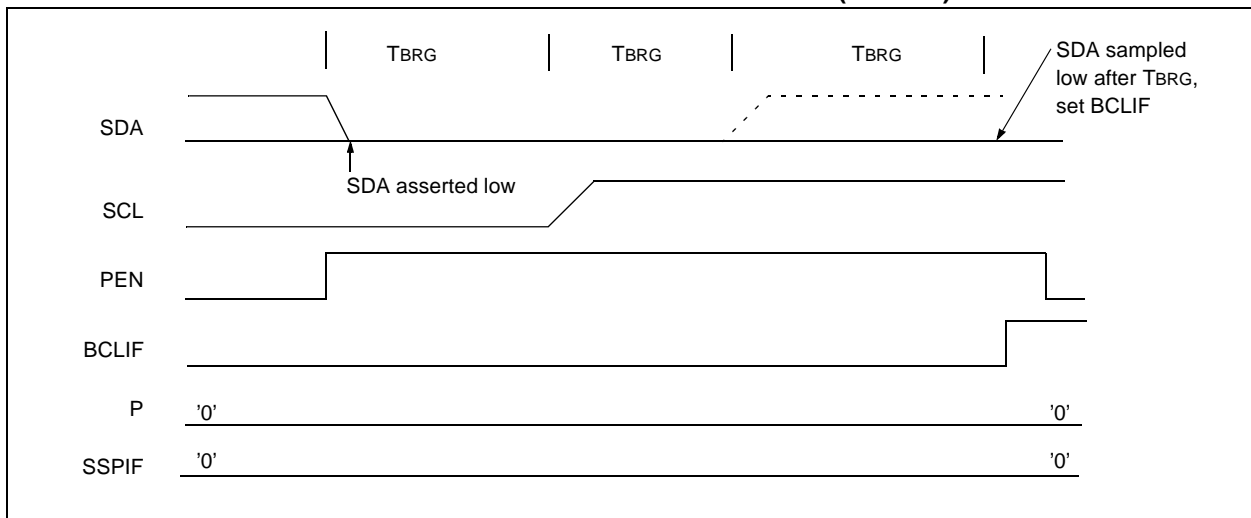 TBRG TBRG TBRG
SDA sampled
low after TBRG,
set BCLIF
SDA
SDA asserted low
SCL
PEN
BCLIF
P '0' '0'
SSPIF '0' '0'